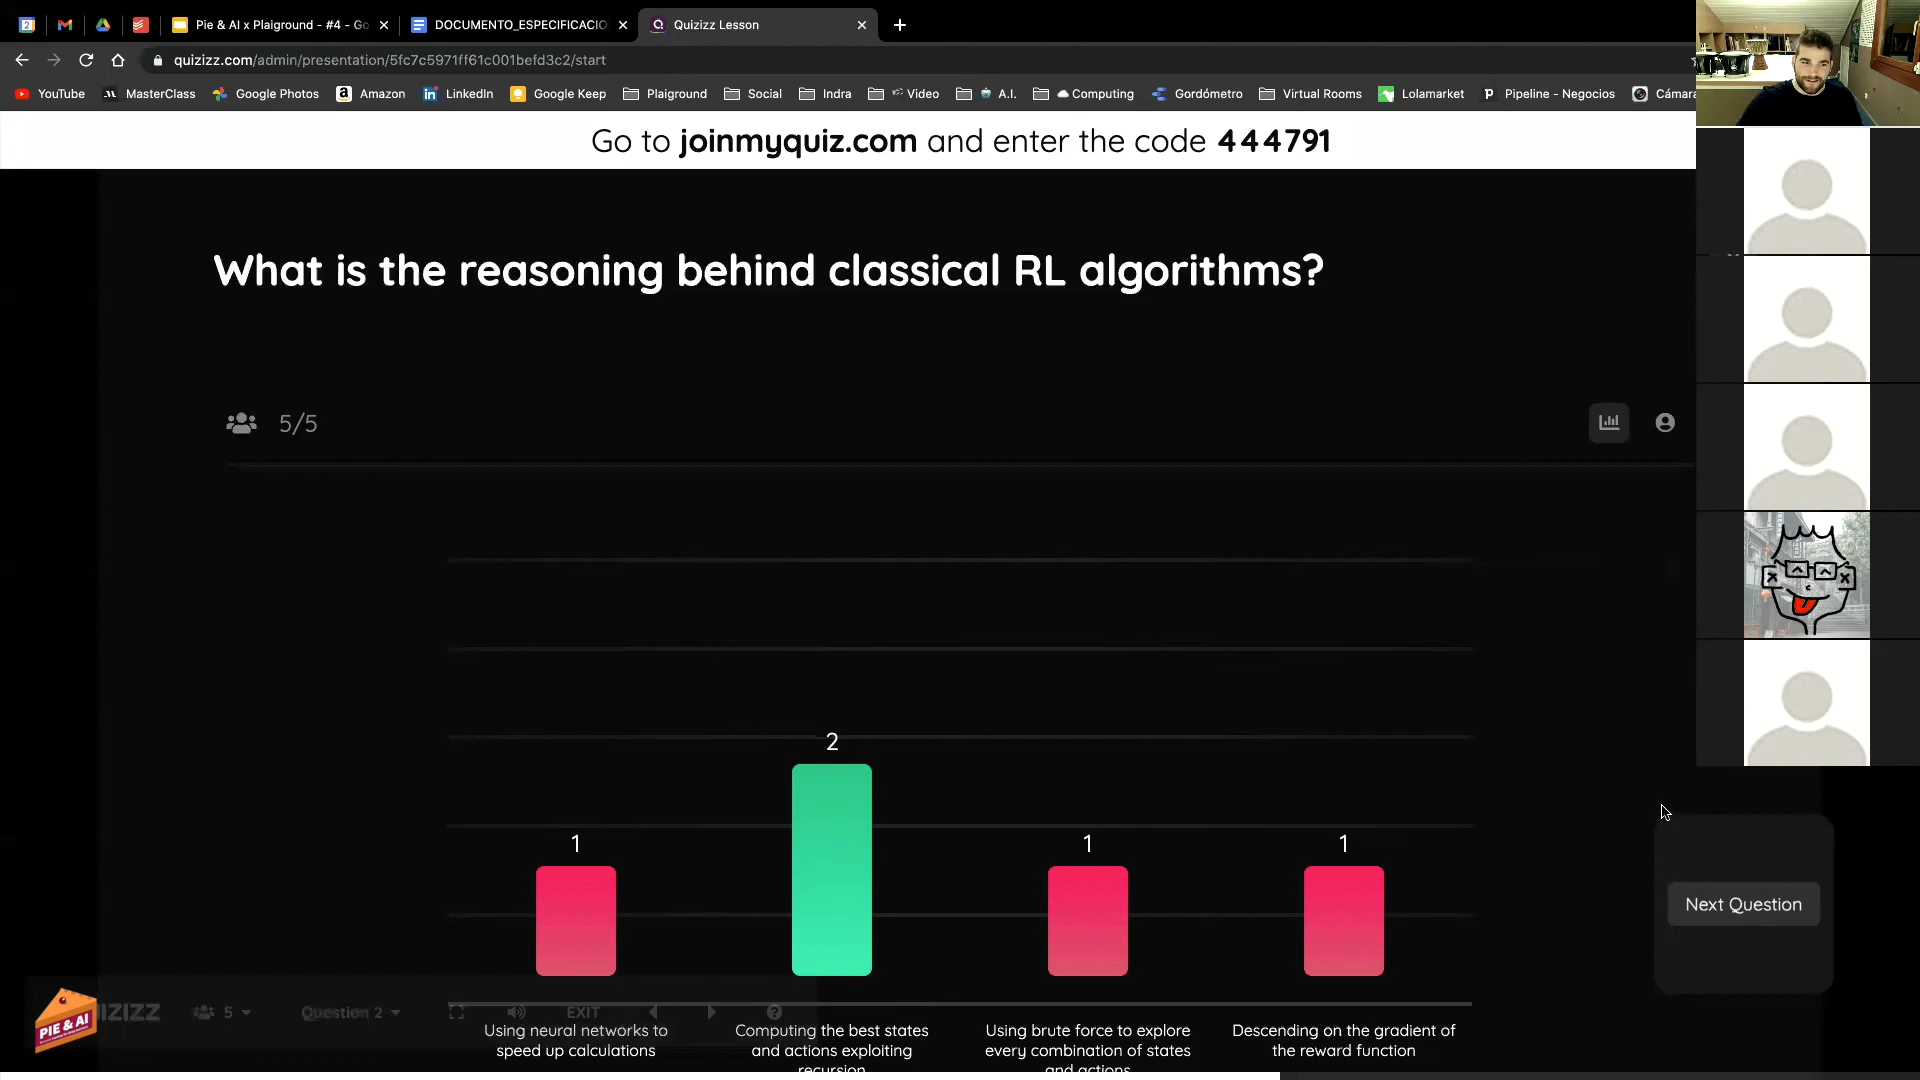 Pie & AI x Plaiground - #4 - Go
DOCUMENTO_ESPECIFICACIO
Quizizz Lesson
quizizz.com/admin/presentation/5fc7c5971ff61c001befd3c2/start
YouTube MasterClass Google Photos Amazon LinkedIn Google Keep Plaiground Social Indra Video A.I. Computing Gordómetro Virtual Rooms Lolamarket Pipeline - Negocios Cámara
Go to joinmyquiz.com and enter the code 444791
What is the reasoning behind classical RL algorithms?
5/5
2
1
1
1
Next Question
PIE & AI
IZIZZ
5
Question 2
EXIT
Using neural networks to
speed up calculations
Computing the best states
and actions exploiting
recursion
Using brute force to explore
every combination of states
and actions
Descending on the gradient of
the reward function